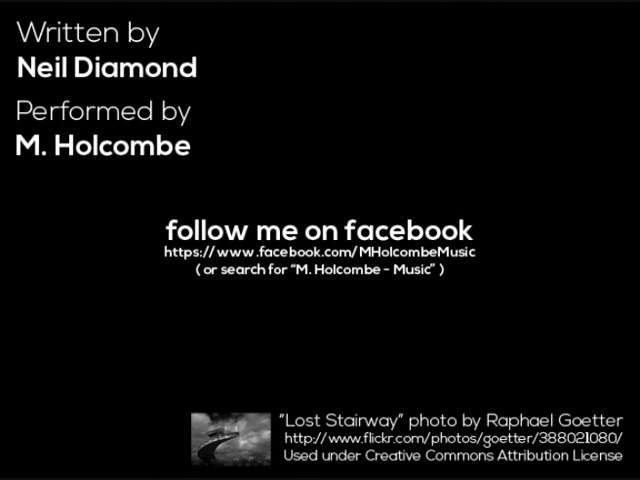 Written by
Neil Diamond
Performed by
M. Holcombe
follow me on facebook
https://www.facebook.com/MHolcombeMusic
( or search for "M. Holcombe - Music" )
"Lost Stairway" photo by Raphael Goetter
http://www.flickr.com/photos/goetter/388021080/
Used under Creative Commons Attribution License